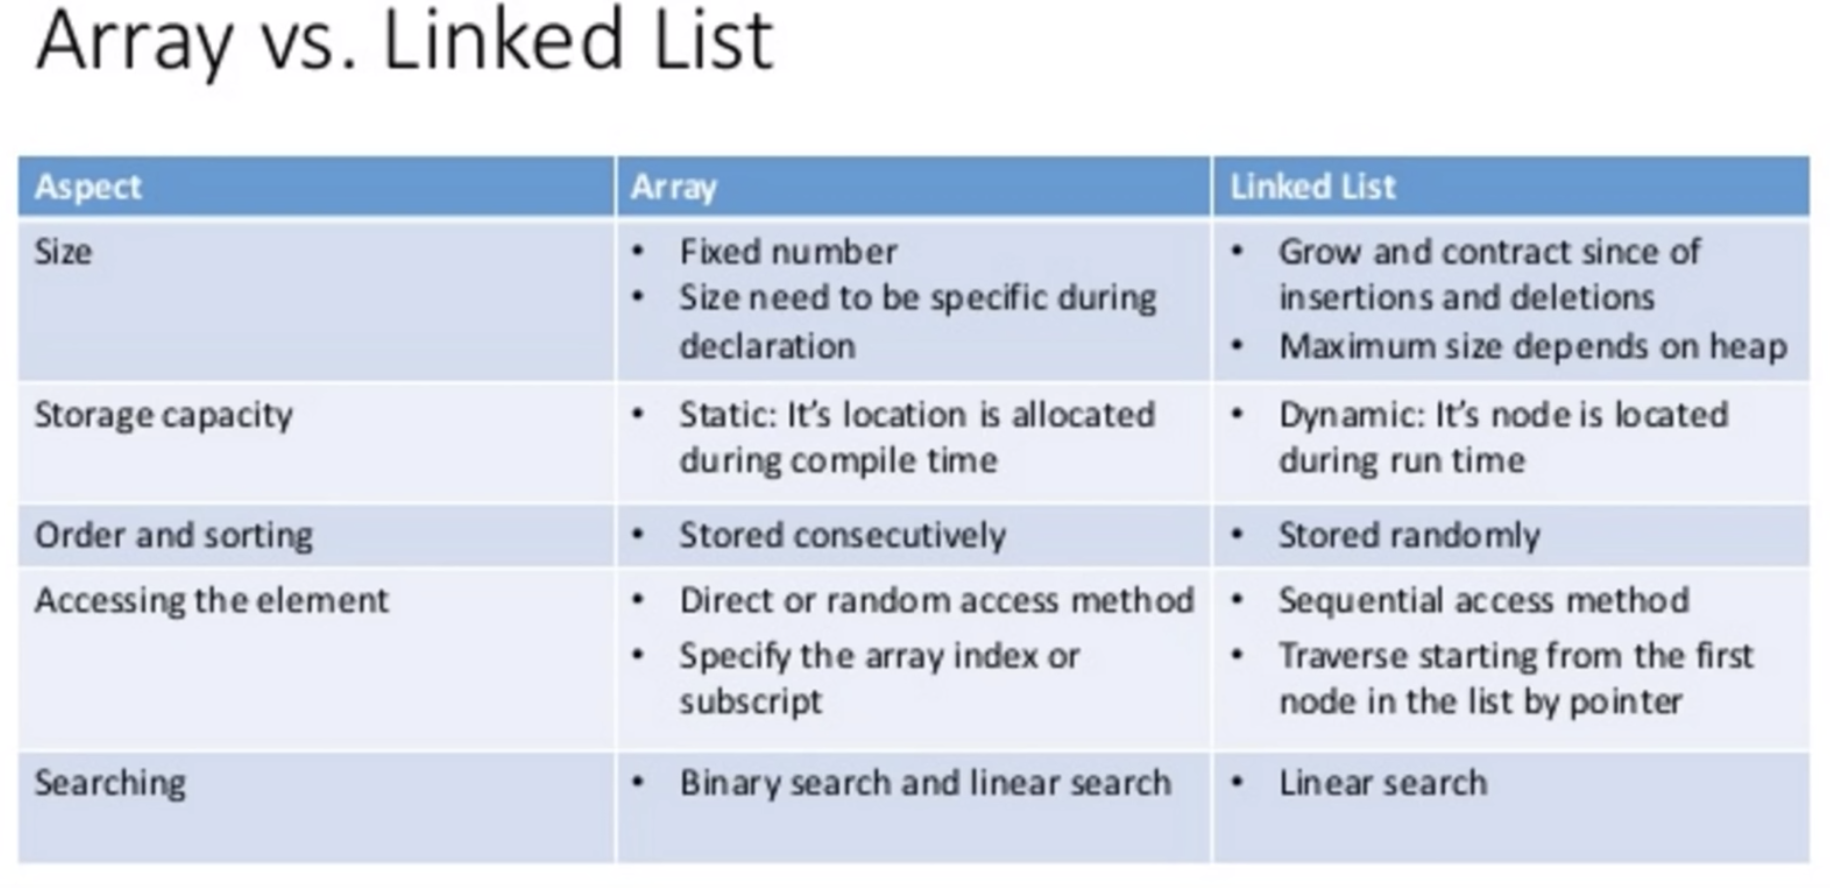 Array vs. Linked List
Aspect
Array
Linked List
Size
• Fixed number
• Size need to be specific during
declaration
• Grow and contract since of
insertions and deletions
• Maximum size depends on heap
Storage capacity
• Static: It's location is allocated
during compile time
• Dynamic: It's node is located
during run time
Order and sorting
• Stored consecutively
• Stored randomly
Accessing the element
• Direct or random access method
• Specify the array index or
subscript
• Sequential access method
• Traverse starting from the first
node in the list by pointer
Searching
• Binary search and linear search
• Linear search